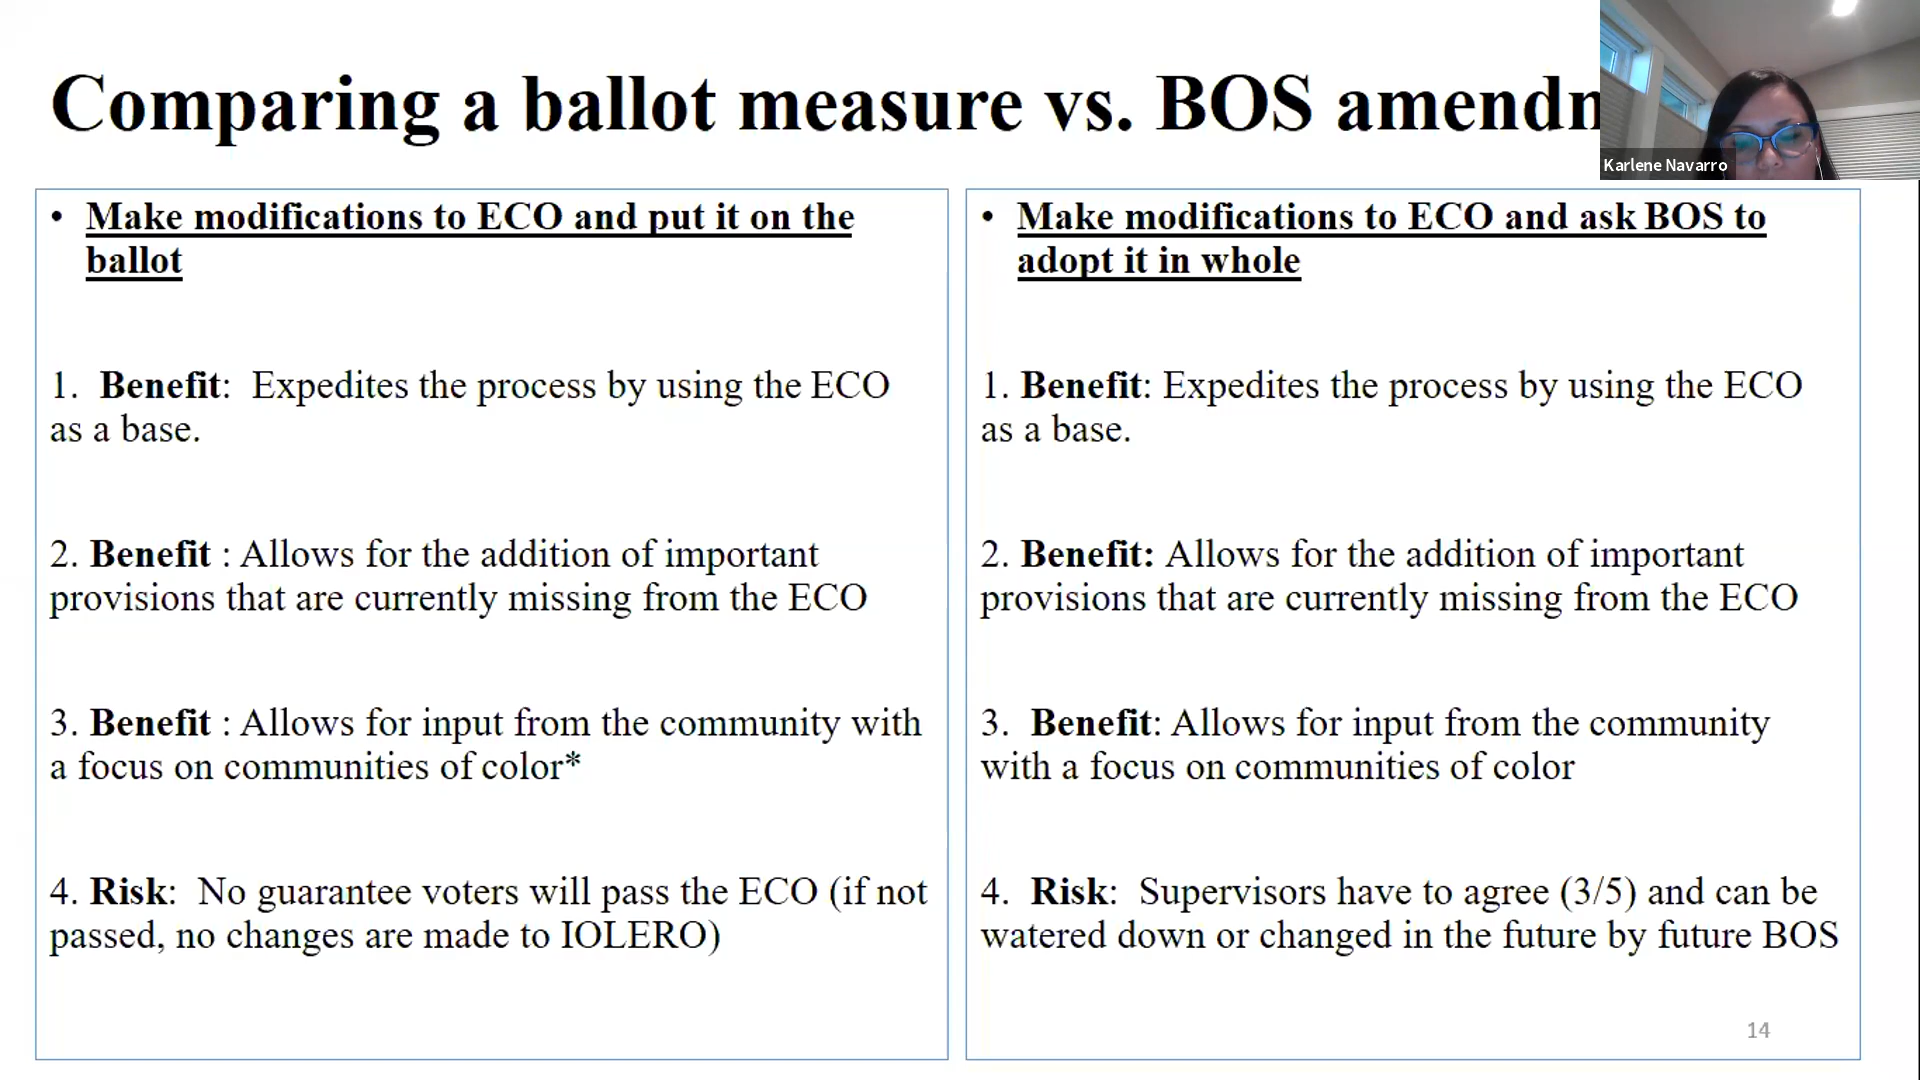 Comparing a ballot measure vs. BOS
Karlene Navarro
• Make modifications to ECO and put it on the
ballot
1. Benefit: Expedites the process by using the ECO
as a base.
2. Benefit : Allows for the addition of important
provisions that are currently missing from the ECO
3. Benefit : Allows for input from the community with
a focus on communities of color*
4. Risk: No guarantee voters will pass the ECO (if not
passed, no changes are made to IOLERO)
• Make modifications to ECO and ask BOS to
adopt it in whole
1. Benefit: Expedites the process by using the ECO
as a base.
2. Benefit: Allows for the addition of important
provisions that are currently missing from the ECO
3. Benefit: Allows for input from the community
with a focus on communities of color
4. Risk: Supervisors have to agree (3/5) and can be
watered down or changed in the future by future BOS
14